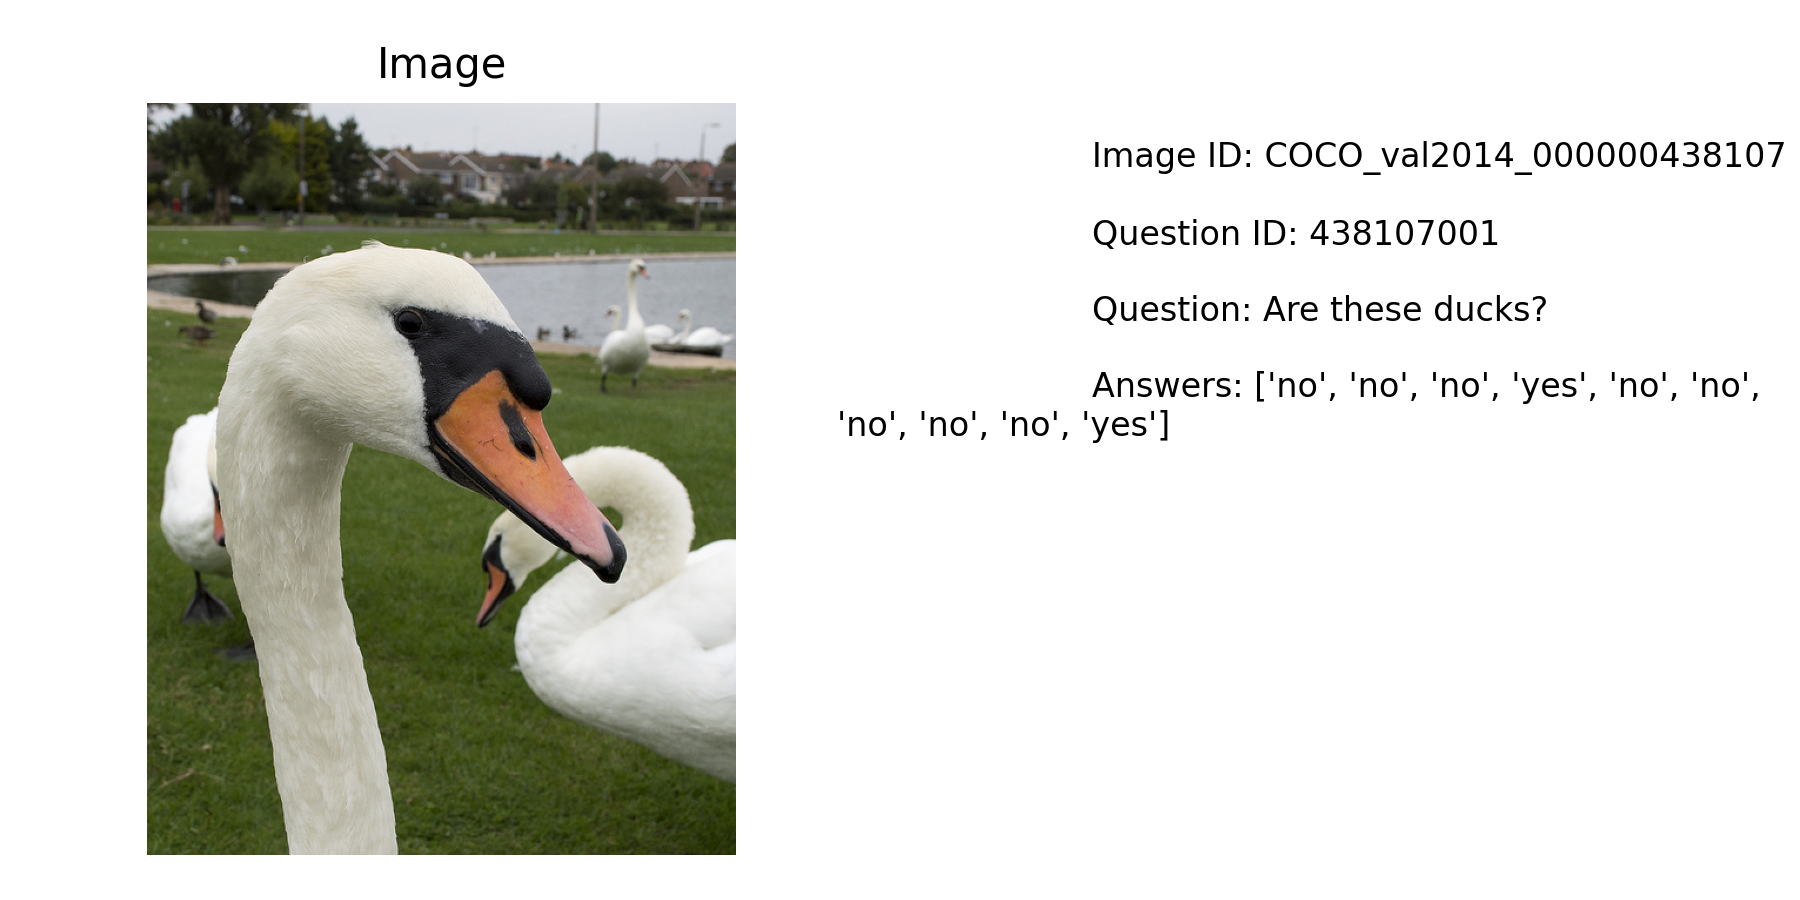 Image
Image ID: COCO_val2014_000000438107
Question ID: 438107001
Question: Are these ducks?
Answers: ['no', 'no', 'no', 'yes', 'no', 'no',
'no', 'no', 'no', 'yes']